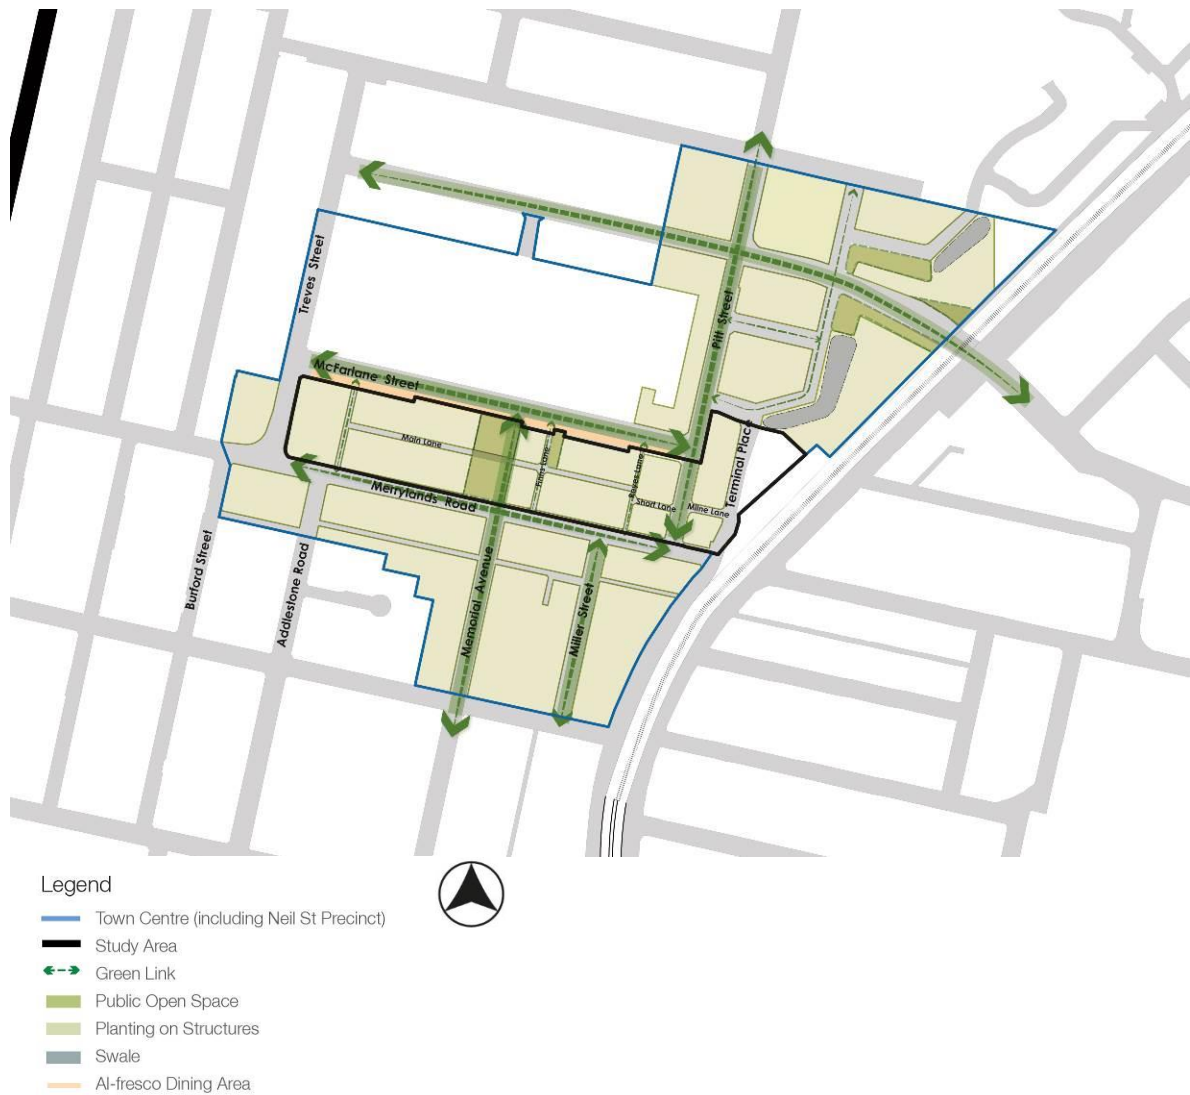 Treves Street
Pitt Street
McFarlane Street
Main Lane
Terminal Place
Short Lane
Milne Lane
Merrylands Road
Burford Street
Addlestone Road
Memorial Avenue
Miller Street
Legend
Town Centre (including Neil St Precinct)
Study Area
Green Link
Public Open Space
Planting on Structures
Swale
Al-fresco Dining Area